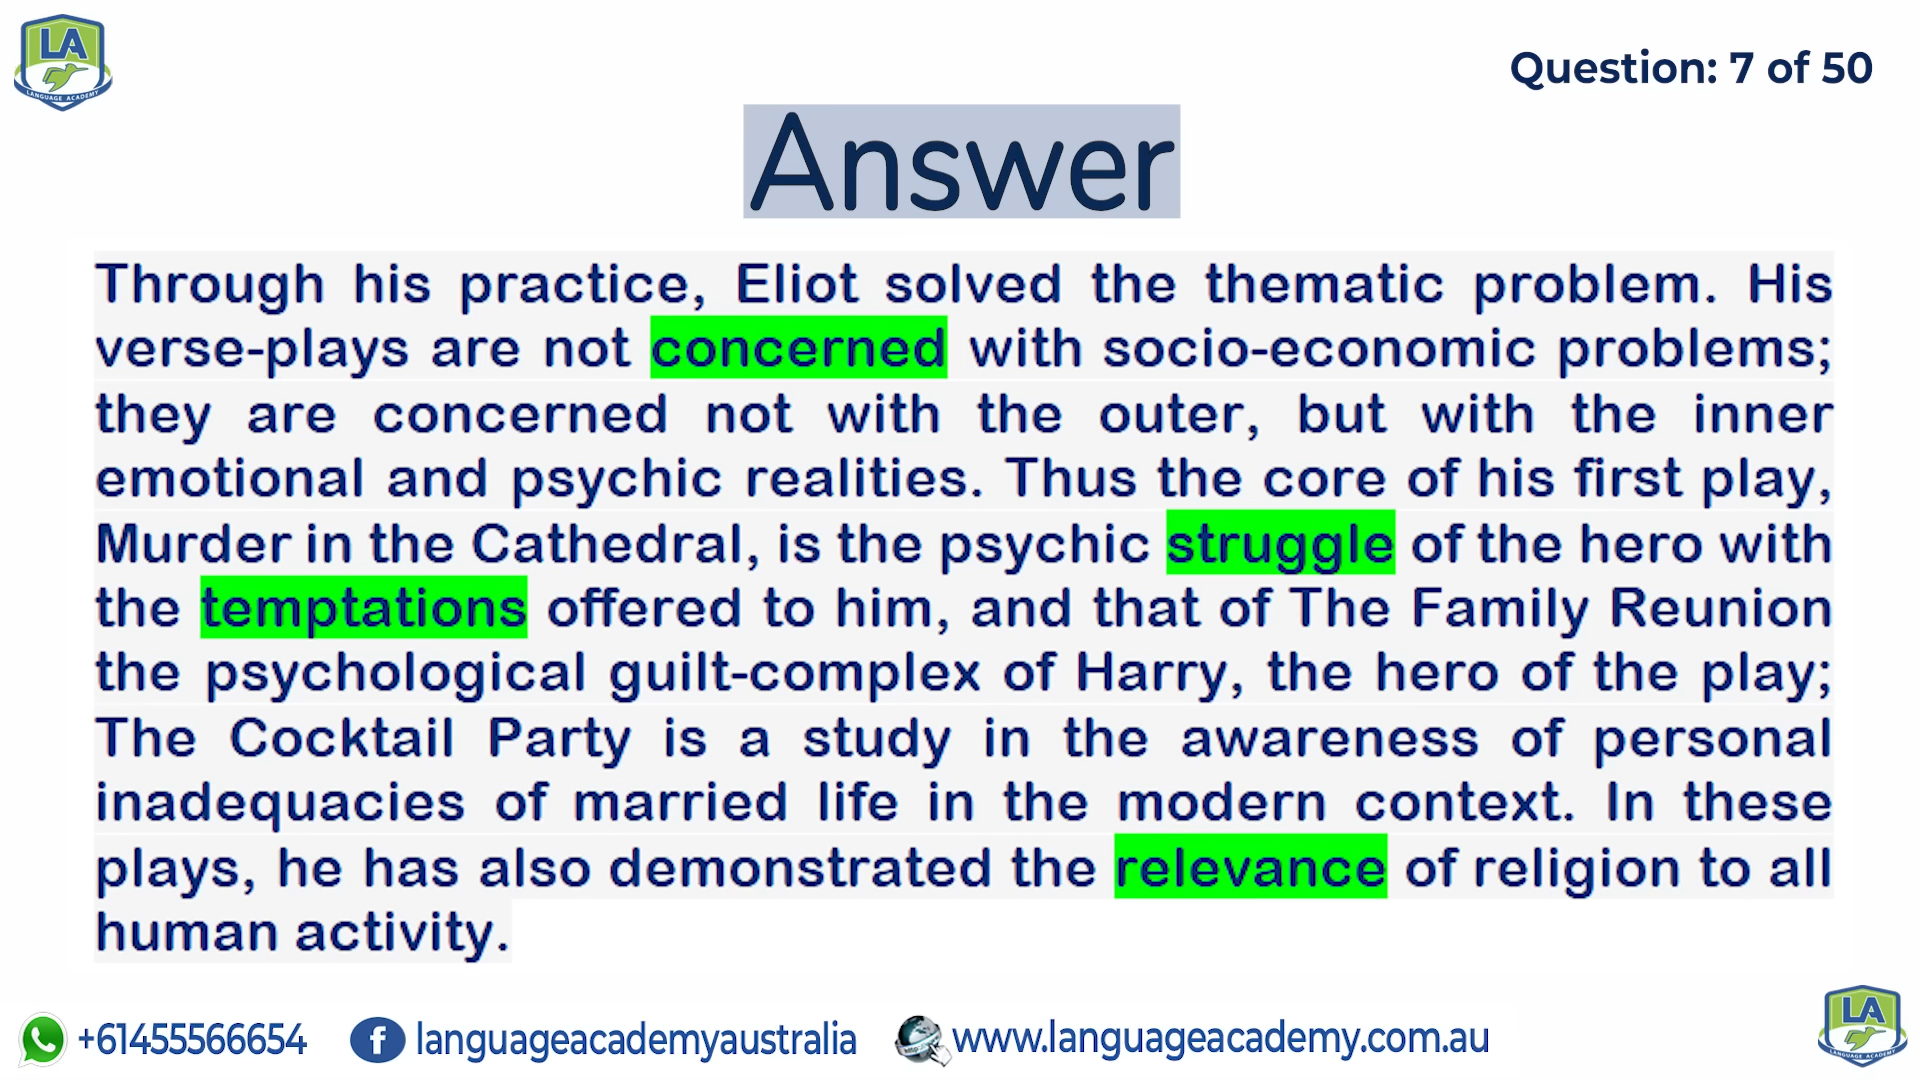 LA
LANGUAGE ACADEMY
Question: 7 of 50
Answer
Through his practice, Eliot solved the thematic problem. His
verse-plays are not concerned with socio-economic problems;
they are concerned not with the outer, but with the inner
emotional and psychic realities. Thus the core of his first play,
Murder in the Cathedral, is the psychic struggle of the hero with
the temptations offered to him, and that of The Family Reunion
the psychological guilt-complex of Harry, the hero of the play;
The Cocktail Party is a study in the awareness of personal
inadequacies of married life in the modern context. In these
plays, he has also demonstrated the relevance of religion to all
human activity.
+61455566654
languageacademyaustralia
www.languageacademy.com.au
LA
LANGUAGE ACADEMY